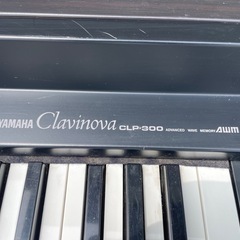 YAMAHA Clavinova CLP-300 ADVANCED WAVE MEMORY AWM